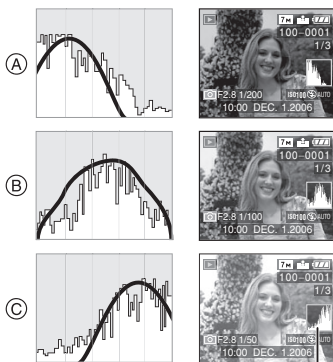 A
7M
100-0001
1/3
F2.8 1/200
ISO100 AUTO
10:00 DEC. 1.2006
B
7M
100-0001
1/3
F2.8 1/100
ISO100 AUTO
10:00 DEC. 1.2006
C
7M
100-0001
1/3
F2.8 1/50
ISO100 AUTO
10:00 DEC. 1.2006